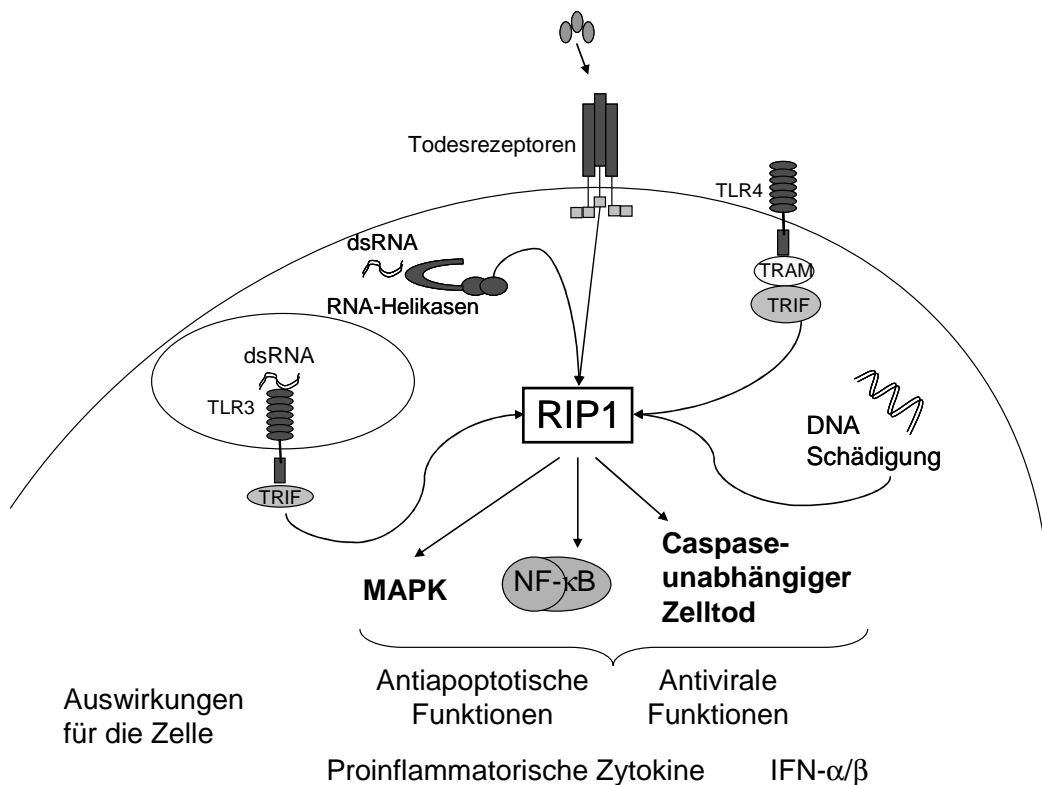 Todesrezeptoren
TLR4
dsRNA
TRAM
RNA-Helikasen
TRIF
dsRNA
TLR3
RIP1
DNA
Schädigung
TRIF
Caspase-
unabhängiger
Zelltod
MAPK
NF-κB
Antiapoptotische
Funktionen
Antivirale
Funktionen
Auswirkungen
für die Zelle
Proinflammatorische Zytokine
IFN-α/β